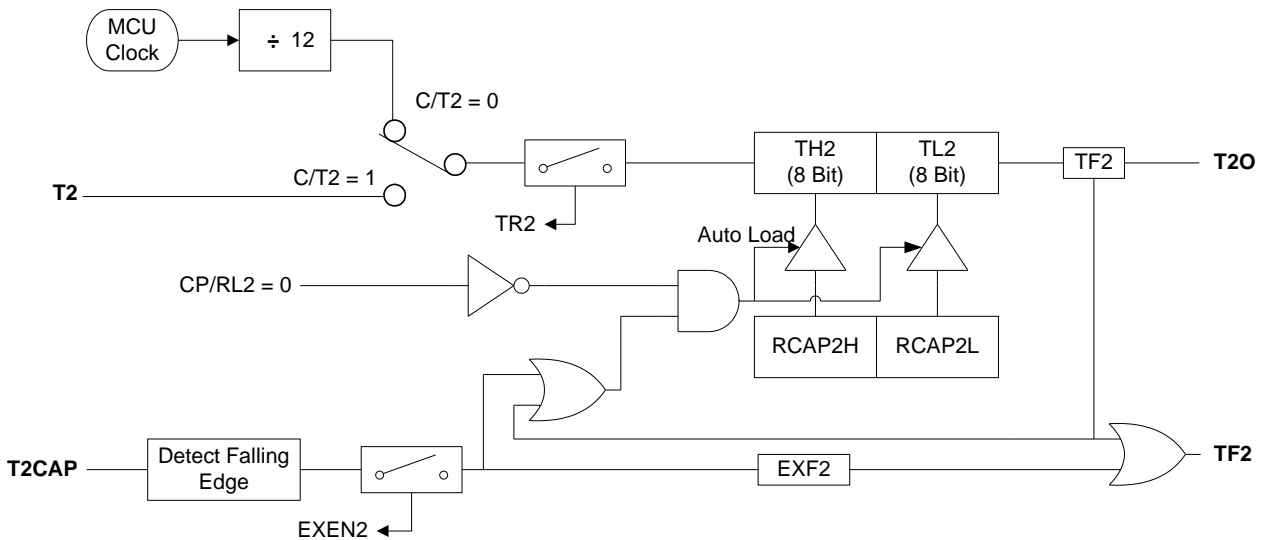 MCU
Clock
÷ 12
C/T2 = 0
TH2
(8 Bit)
TL2
(8 Bit)
TF2
T2O
C/T2 = 1
T2
TR2
Auto Load
CP/RL2 = 0
RCAP2H
RCAP2L
T2CAP
Detect Falling
Edge
EXF2
TF2
EXEN2